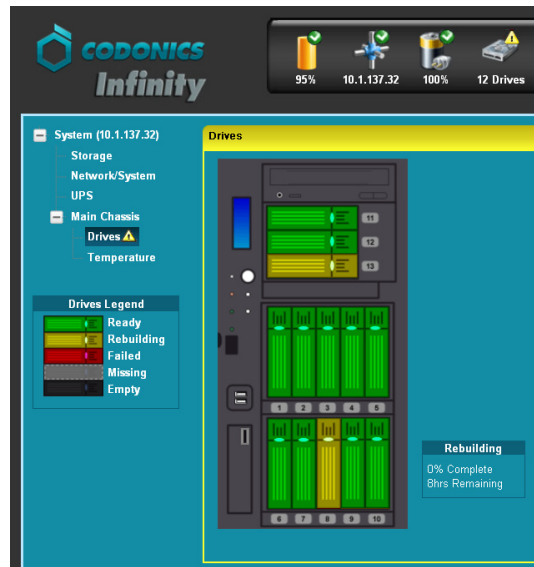 CODONICS
Infinity
95%
10.1.137.32
100%
12 Drives
System (10.1.137.32)
Storage
Network/System
UPS
Main Chassis
Drives
Temperature
Drives Legend
Ready
Rebuilding
Failed
Missing
Empty
Drives
11
12
13
1 2 3 4 5
6 7 8 9 10
Rebuilding
0% Complete
8hrs Remaining